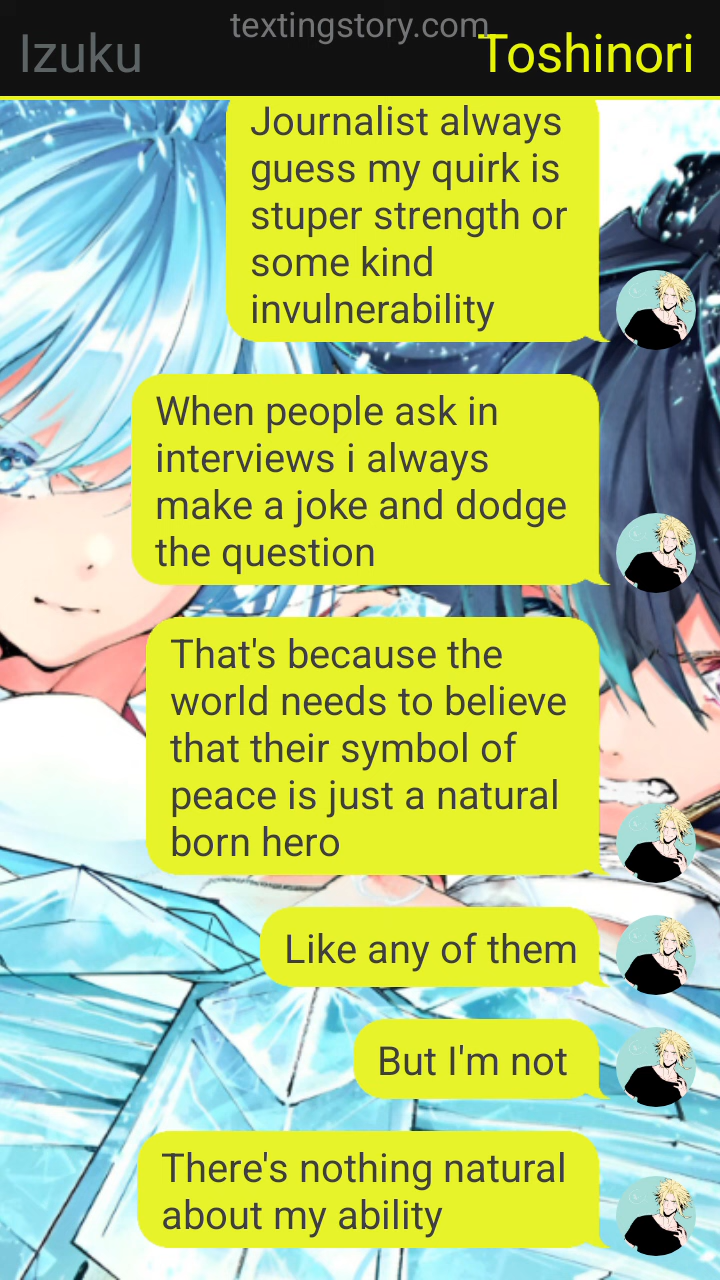 textingstory.com
Izuku
Toshinori
Journalist always
guess my quirk is
stuper strength or
some kind
invulnerability
When people ask in
interviews i always
make a joke and dodge
the question
That's because the
world needs to believe
that their symbol of
peace is just a natural
born hero
Like any of them
But I'm not
There's nothing natural
about my ability